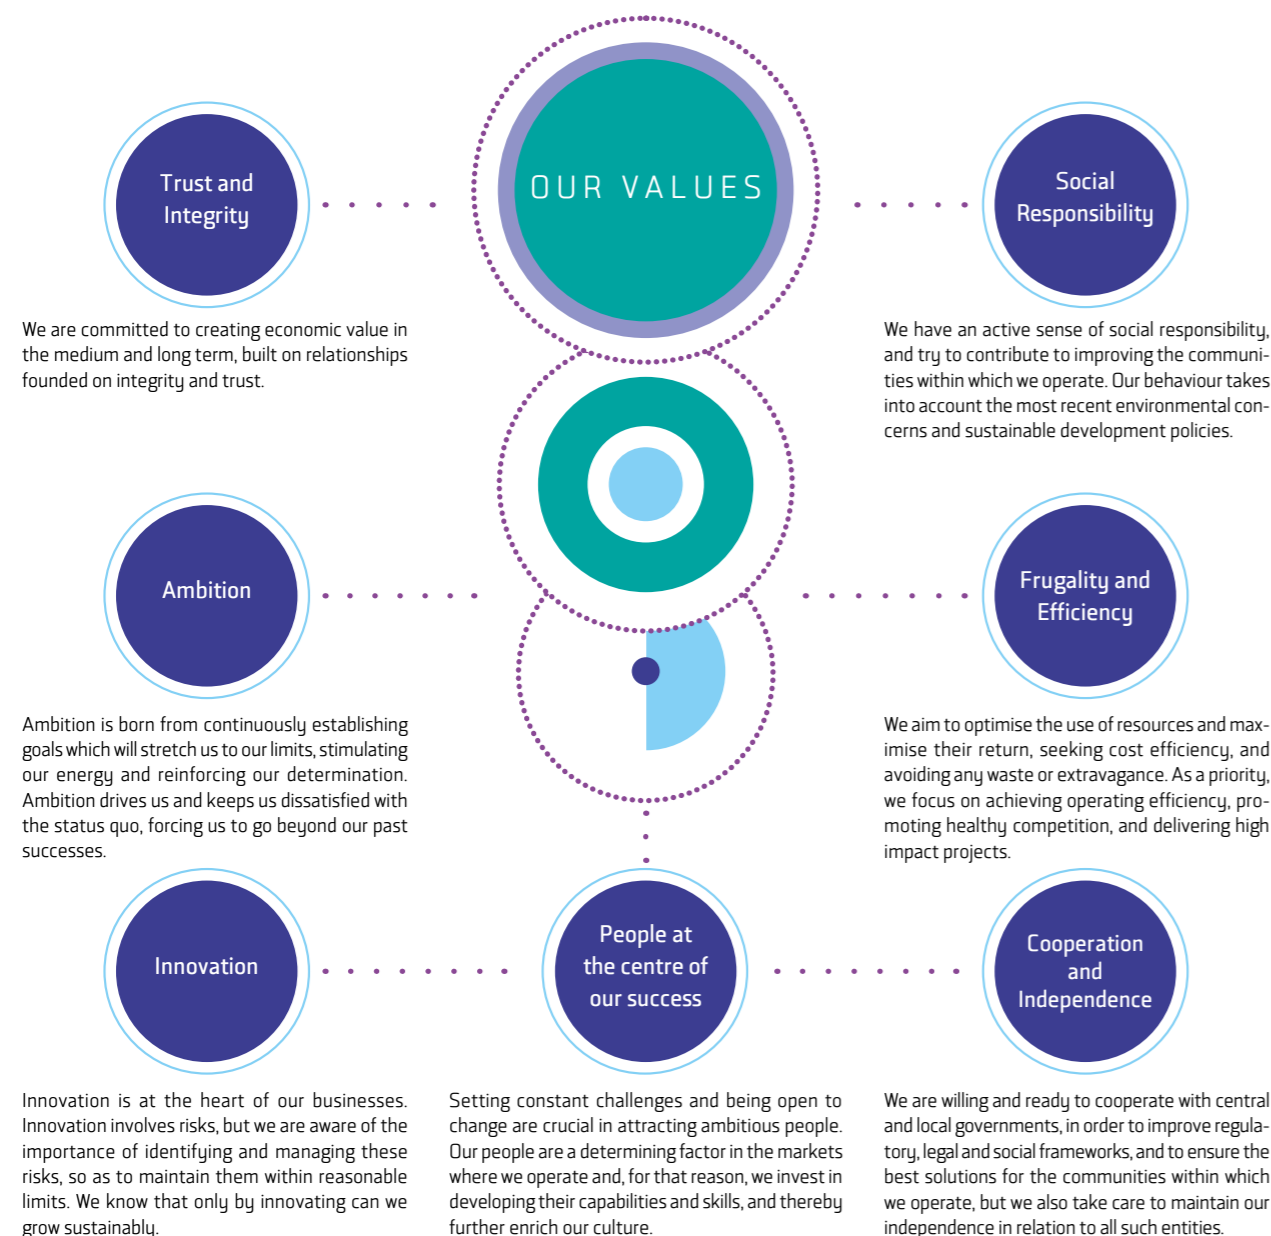 OUR VALUES
Trust and
Integrity
We are committed to creating economic value in
the medium and long term, built on relationships
founded on integrity and trust.
Social
Responsibility
We have an active sense of social responsibility,
and try to contribute to improving the communi-
ties within which we operate. Our behaviour takes
into account the most recent environmental con-
cerns and sustainable development policies.
Ambition
Ambition is born from continuously establishing
goals which will stretch us to our limits, stimulating
our energy and reinforcing our determination.
Ambition drives us and keeps us dissatisfied with
the status quo, forcing us to go beyond our past
successes.
Frugality and
Efficiency
We aim to optimise the use of resources and max-
imise their return, seeking cost efficiency, and
avoiding any waste or extravagance. As a priority,
we focus on achieving operating efficiency, pro-
moting healthy competition, and delivering high
impact projects.
Innovation
Innovation is at the heart of our businesses.
Innovation involves risks, but we are aware of the
importance of identifying and managing these
risks, so as to maintain them within reasonable
limits. We know that only by innovating can we
grow sustainably.
People at
the centre of
our success
Setting constant challenges and being open to
change are crucial in attracting ambitious people.
Our people are a determining factor in the markets
where we operate and, for that reason, we invest in
developing their capabilities and skills, and thereby
further enrich our culture.
Cooperation
and
Independence
We are willing and ready to cooperate with central
and local governments, in order to improve regula-
tory, legal and social frameworks, and to ensure the
best solutions for the communities within which
we operate, but we also take care to maintain our
independence in relation to all such entities.